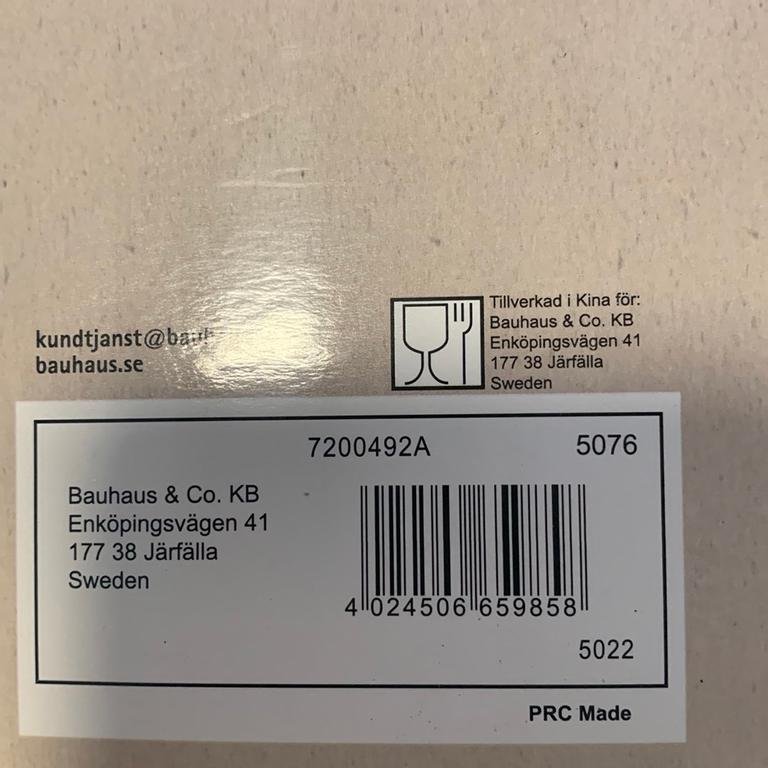 kundtjanst@bauh
bauhaus.se
Tillverkad i Kina för:
Bauhaus & Co. KB
Enköpingsvägen 41
177 38 Järfälla
Sweden
7200492A 5076
Bauhaus & Co. KB
Enköpingsvägen 41
177 38 Järfälla
Sweden
4 024506 659858
5022
PRC Made